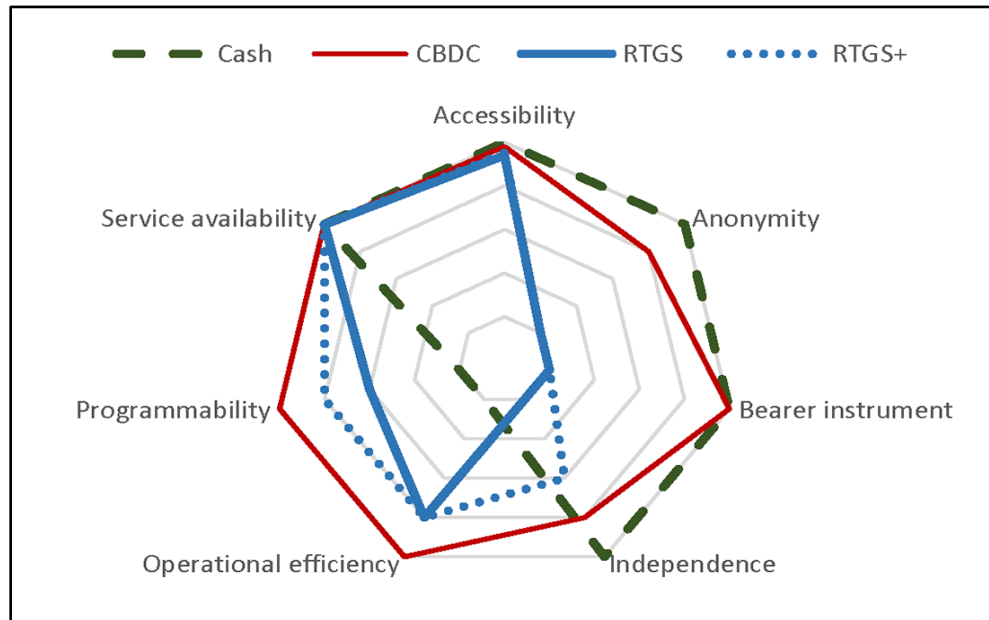 Cash CBDC RTGS RTGS+
Accessibility
Service availability Anonymity
Programmability Bearer instrument
Operational efficiency Independence